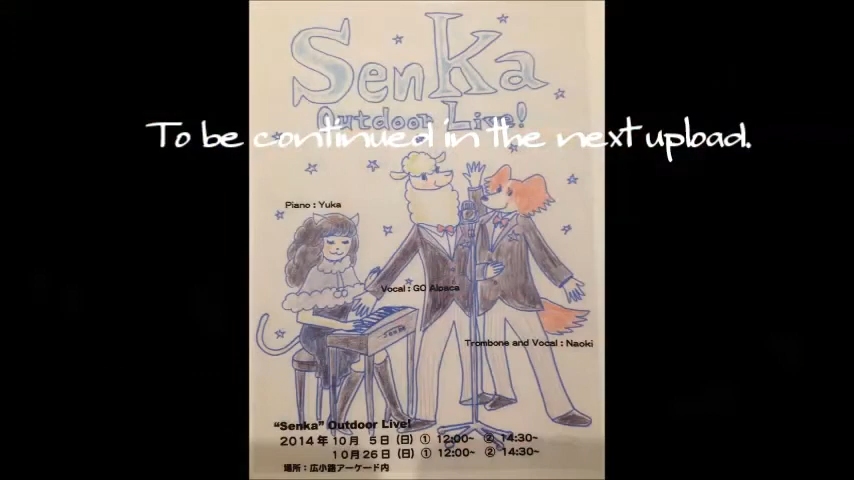 SenKa
Outdoor Live!
To be continued in the next upload.
Piano : Yuka
Vocal : GO Alpaca
SenKa
Trombone and Vocal : Naoki
“Senka” Outdoor Live!
2014年 10月 5日 (日) ① 12:00~ ② 14:30~
10月26日 (日) ① 12:00~ ② 14:30~
場所：広小路アーケード内